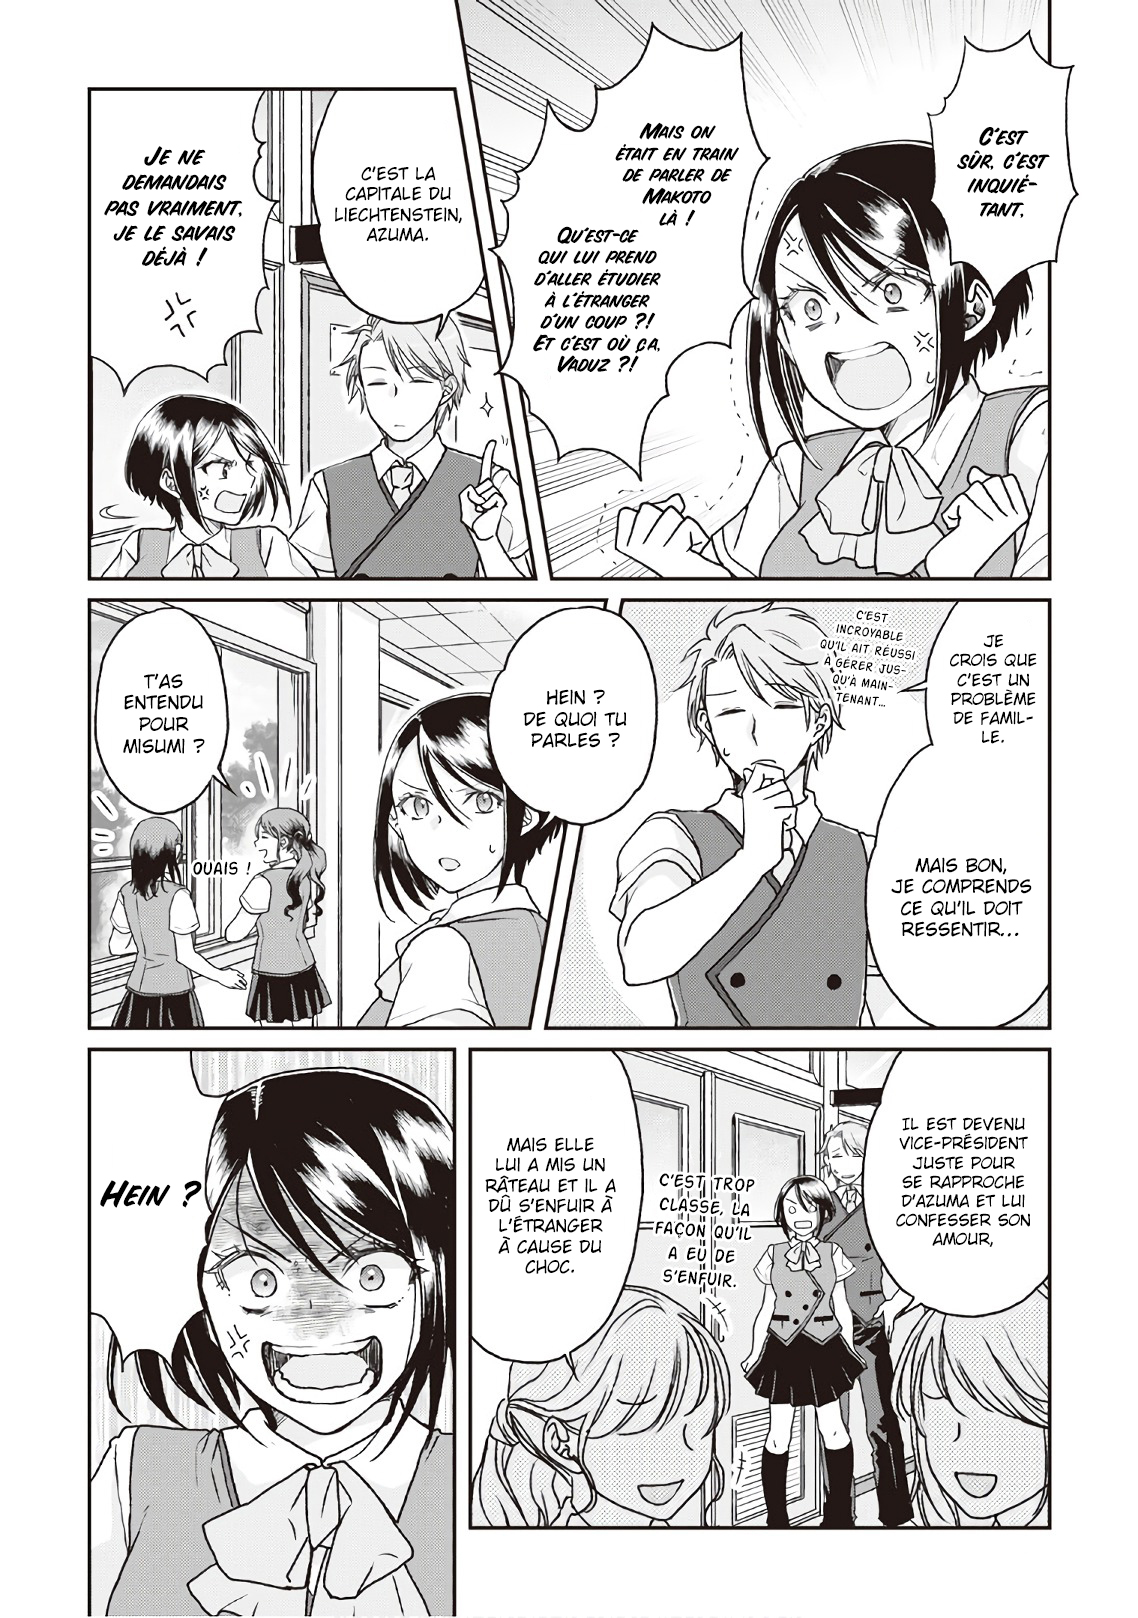 C'EST
SÛR, C'EST
INQUIÉ-
TANT.
MAIS ON
ÉTAIT EN TRAIN
DE PARLER DE
MAKOTO
LÀ !
QU'EST-CE
QUI LUI PREND
D'ALLER ÉTUDIER
À L'ÉTRANGER
D'UN COUP ?!
ET C'EST OÙ ÇA,
VADUZ ?!
C'EST LA
CAPITALE DU
LIECHTENSTEIN,
AZUMA.
JE NE
DEMANDAIS
PAS VRAIMENT,
JE LE SAVAIS
DÉJÀ !
JE
CROIS QUE
C'EST UN
PROBLÈME
DE FAMIL-
LE.
C'EST
INCROYABLE
QU'IL AIT RÉUSSI
À GÉRER JUS-
QU'À MAIN-
TENANT...
MAIS BON,
JE COMPRENDS
CE QU'IL DOIT
RESSENTIR...
HEIN ?
DE QUOI TU
PARLES ?
T'AS
ENTENDU
POUR
MISUMI ?
OUAIS !
IL EST DEVENU
VICE-PRÉSIDENT
JUSTE POUR
SE RAPPROCHE
D'AZUMA ET LUI
CONFESSER SON
AMOUR,
C'EST TROP
CLASSE, LA
FAÇON QU'IL
A EU DE
S'ENFUIR.
MAIS ELLE
LUI A MIS UN
RÂTEAU ET IL A
DÛ S'ENFUIR À
L'ÉTRANGER
À CAUSE DU
CHOC.
HEIN ?